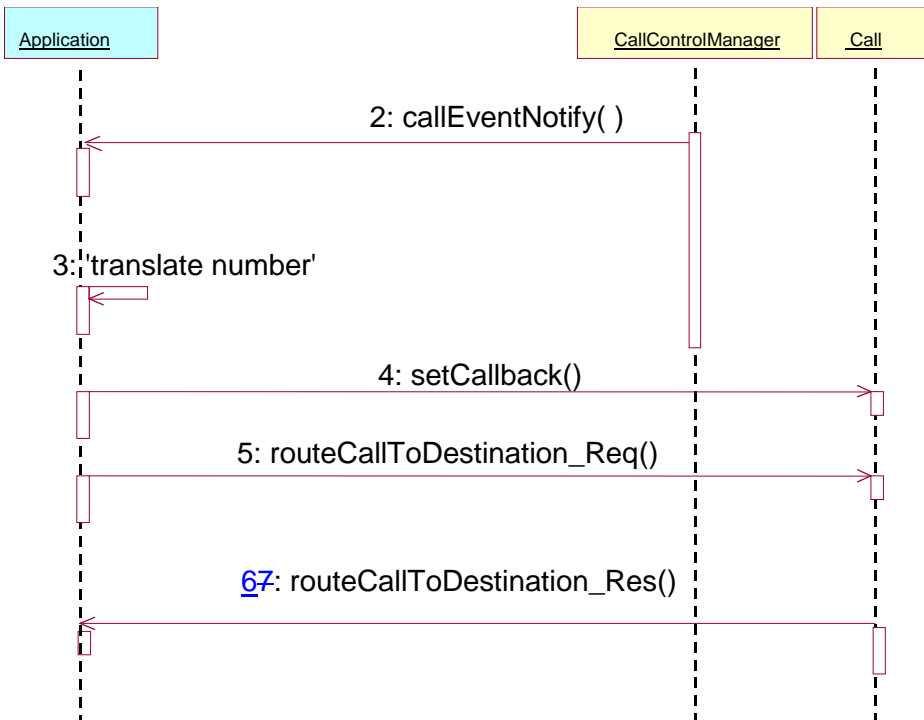 Application
CallControlManager
Call
2: callEventNotify( )
3: 'translate number'
4: setCallback()
5: routeCallToDestination_Req()
67: routeCallToDestination_Res()